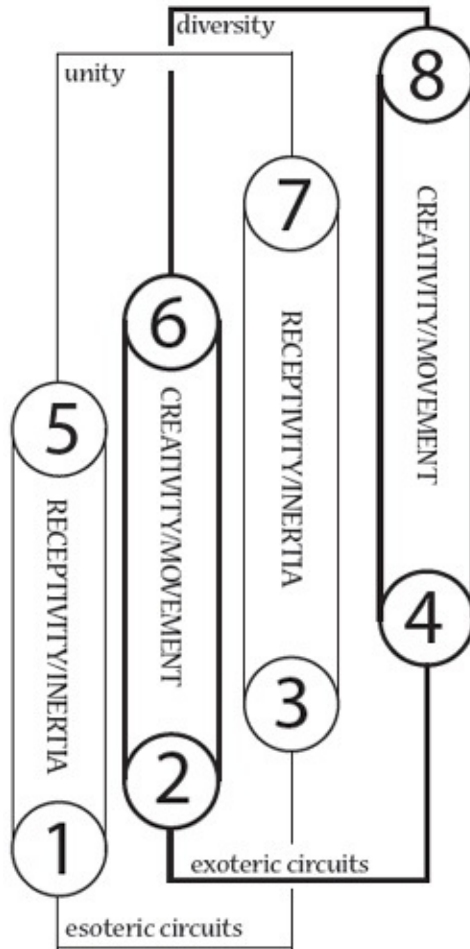 diversity
unity
8
7
6
5
CREATIVITY/MOVEMENT
RECEPTIVITY/INERTIA
CREATIVITY/MOVEMENT
RECEPTIVITY/INERTIA
4
3
2
1
exoteric circuits
esoteric circuits